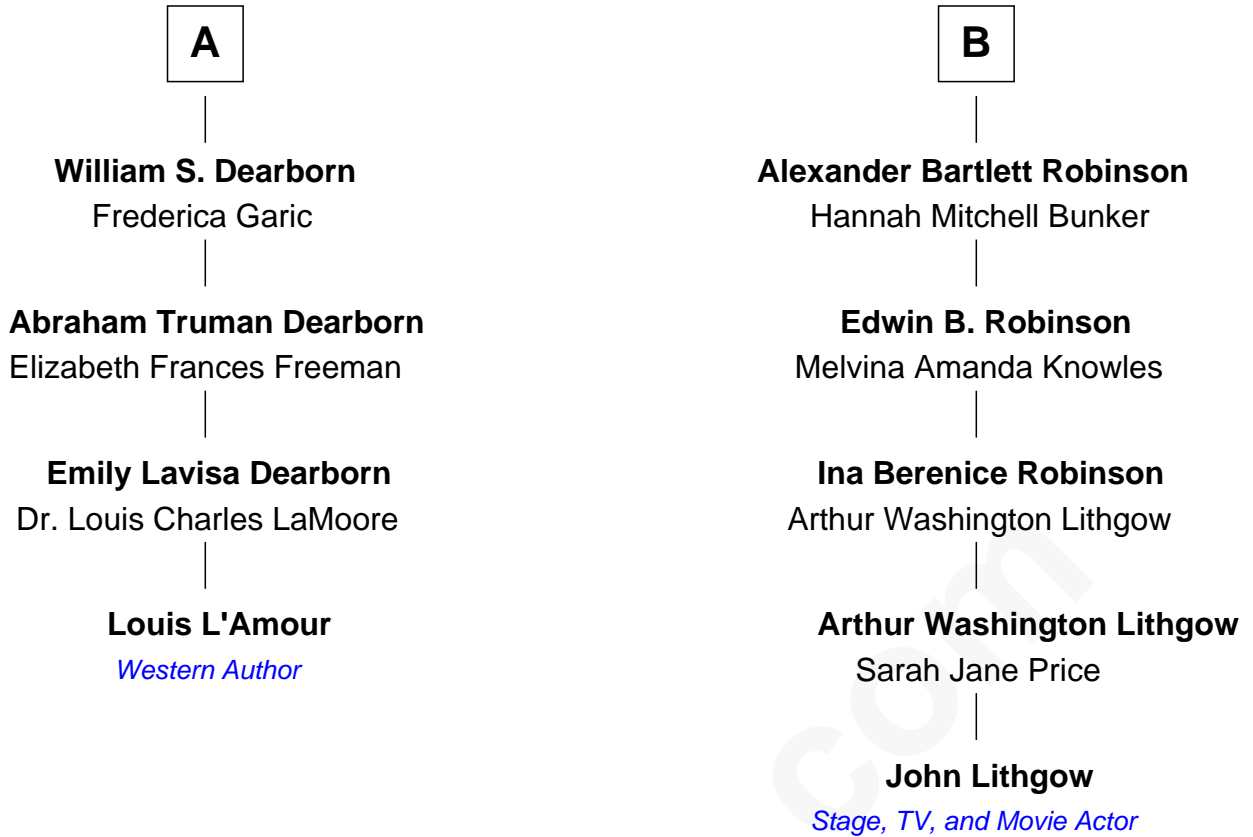 A
William S. Dearborn
Frederica Garic
Abraham Truman Dearborn
Elizabeth Frances Freeman
Emily Lavisa Dearborn
Dr. Louis Charles LaMoore
Louis L'Amour
Western Author
B
Alexander Bartlett Robinson
Hannah Mitchell Bunker
Edwin B. Robinson
Melvina Amanda Knowles
Ina Berenice Robinson
Arthur Washington Lithgow
Arthur Washington Lithgow
Sarah Jane Price
John Lithgow
Stage, TV, and Movie Actor
com